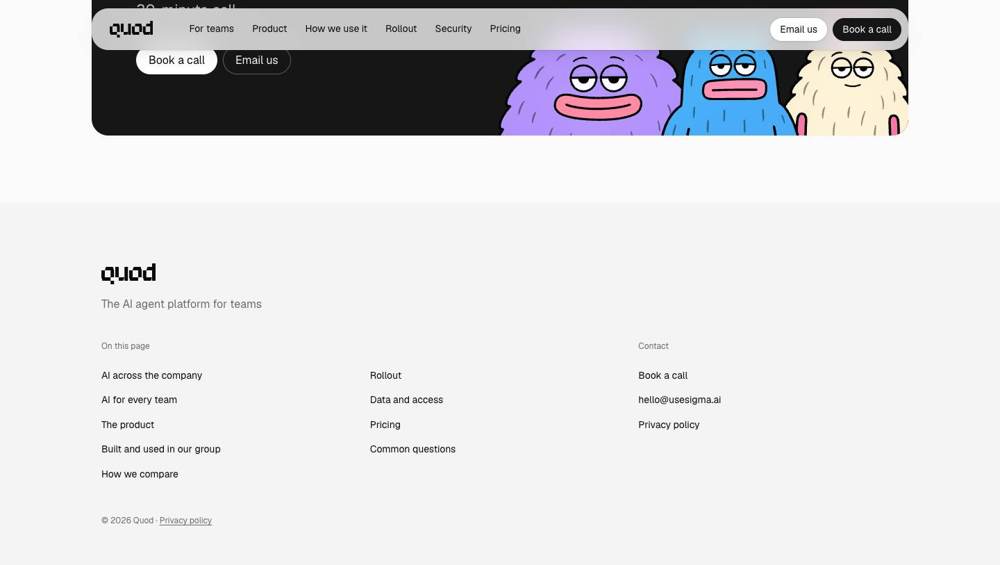 quod
For teams
Product
How we use it
Rollout
Security
Pricing
Email us
Book a call
Book a call
Email us
quod
The AI agent platform for teams
On this page
AI across the company
AI for every team
The product
Built and used in our group
How we compare
Rollout
Data and access
Pricing
Common questions
Contact
Book a call
hello@usesigma.ai
Privacy policy
© 2026 Quod · Privacy policy